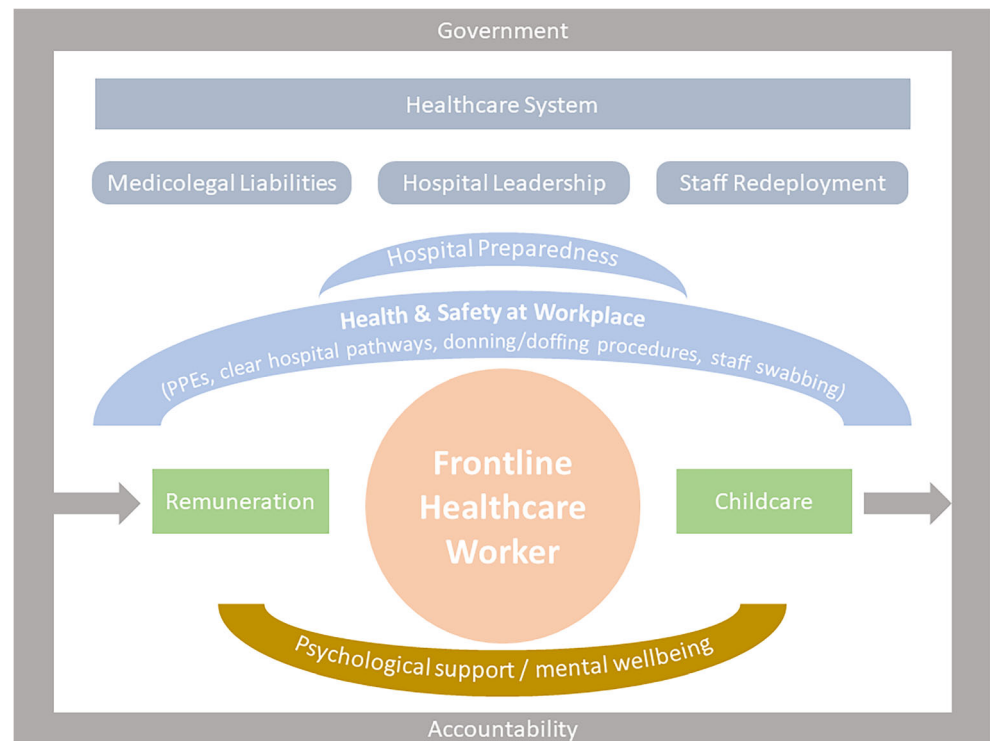 Government
Healthcare System
Medicolegal Liabilities
Hospital Leadership
Staff Redeployment
Hospital Preparedness
Health & Safety at Workplace
(PPEs, clear hospital pathways, donning/doffing procedures, staff swabbing)
Remuneration
Frontline
Healthcare
Worker
Childcare
Psychological support / mental wellbeing
Accountability